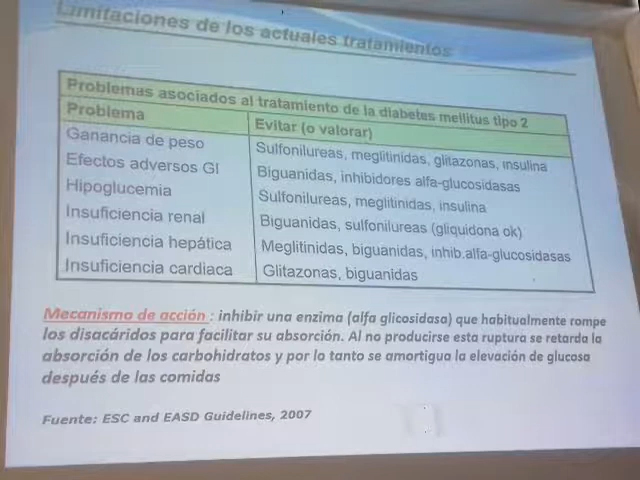 Limitaciones de los actuales tratamientos
Problemas asociados al tratamiento de la diabetes mellitus tipo 2
Problema Evitar (o valorar)
Ganancia de peso Sulfonilureas, meglitinidas, glitazonas, insulina
Efectos adversos GI Biguanidas, inhibidores alfa-glucosidasas
Hipoglucemia Sulfonilureas, meglitinidas, insulina
Insuficiencia renal Biguanidas, sulfonilureas (gliquidona ok)
Insuficiencia hepática Meglitinidas, biguanidas, inhib.alfa-glucosidasas
Insuficiencia cardiaca Glitazonas, biguanidas
Mecanismo de acción : inhibir una enzima (alfa glicosidasa) que habitualmente rompe
los disacáridos para facilitar su absorción. Al no producirse esta ruptura se retarda la
absorción de los carbohidratos y por lo tanto se amortigua la elevación de glucosa
después de las comidas
Fuente: ESC and EASD Guidelines, 2007